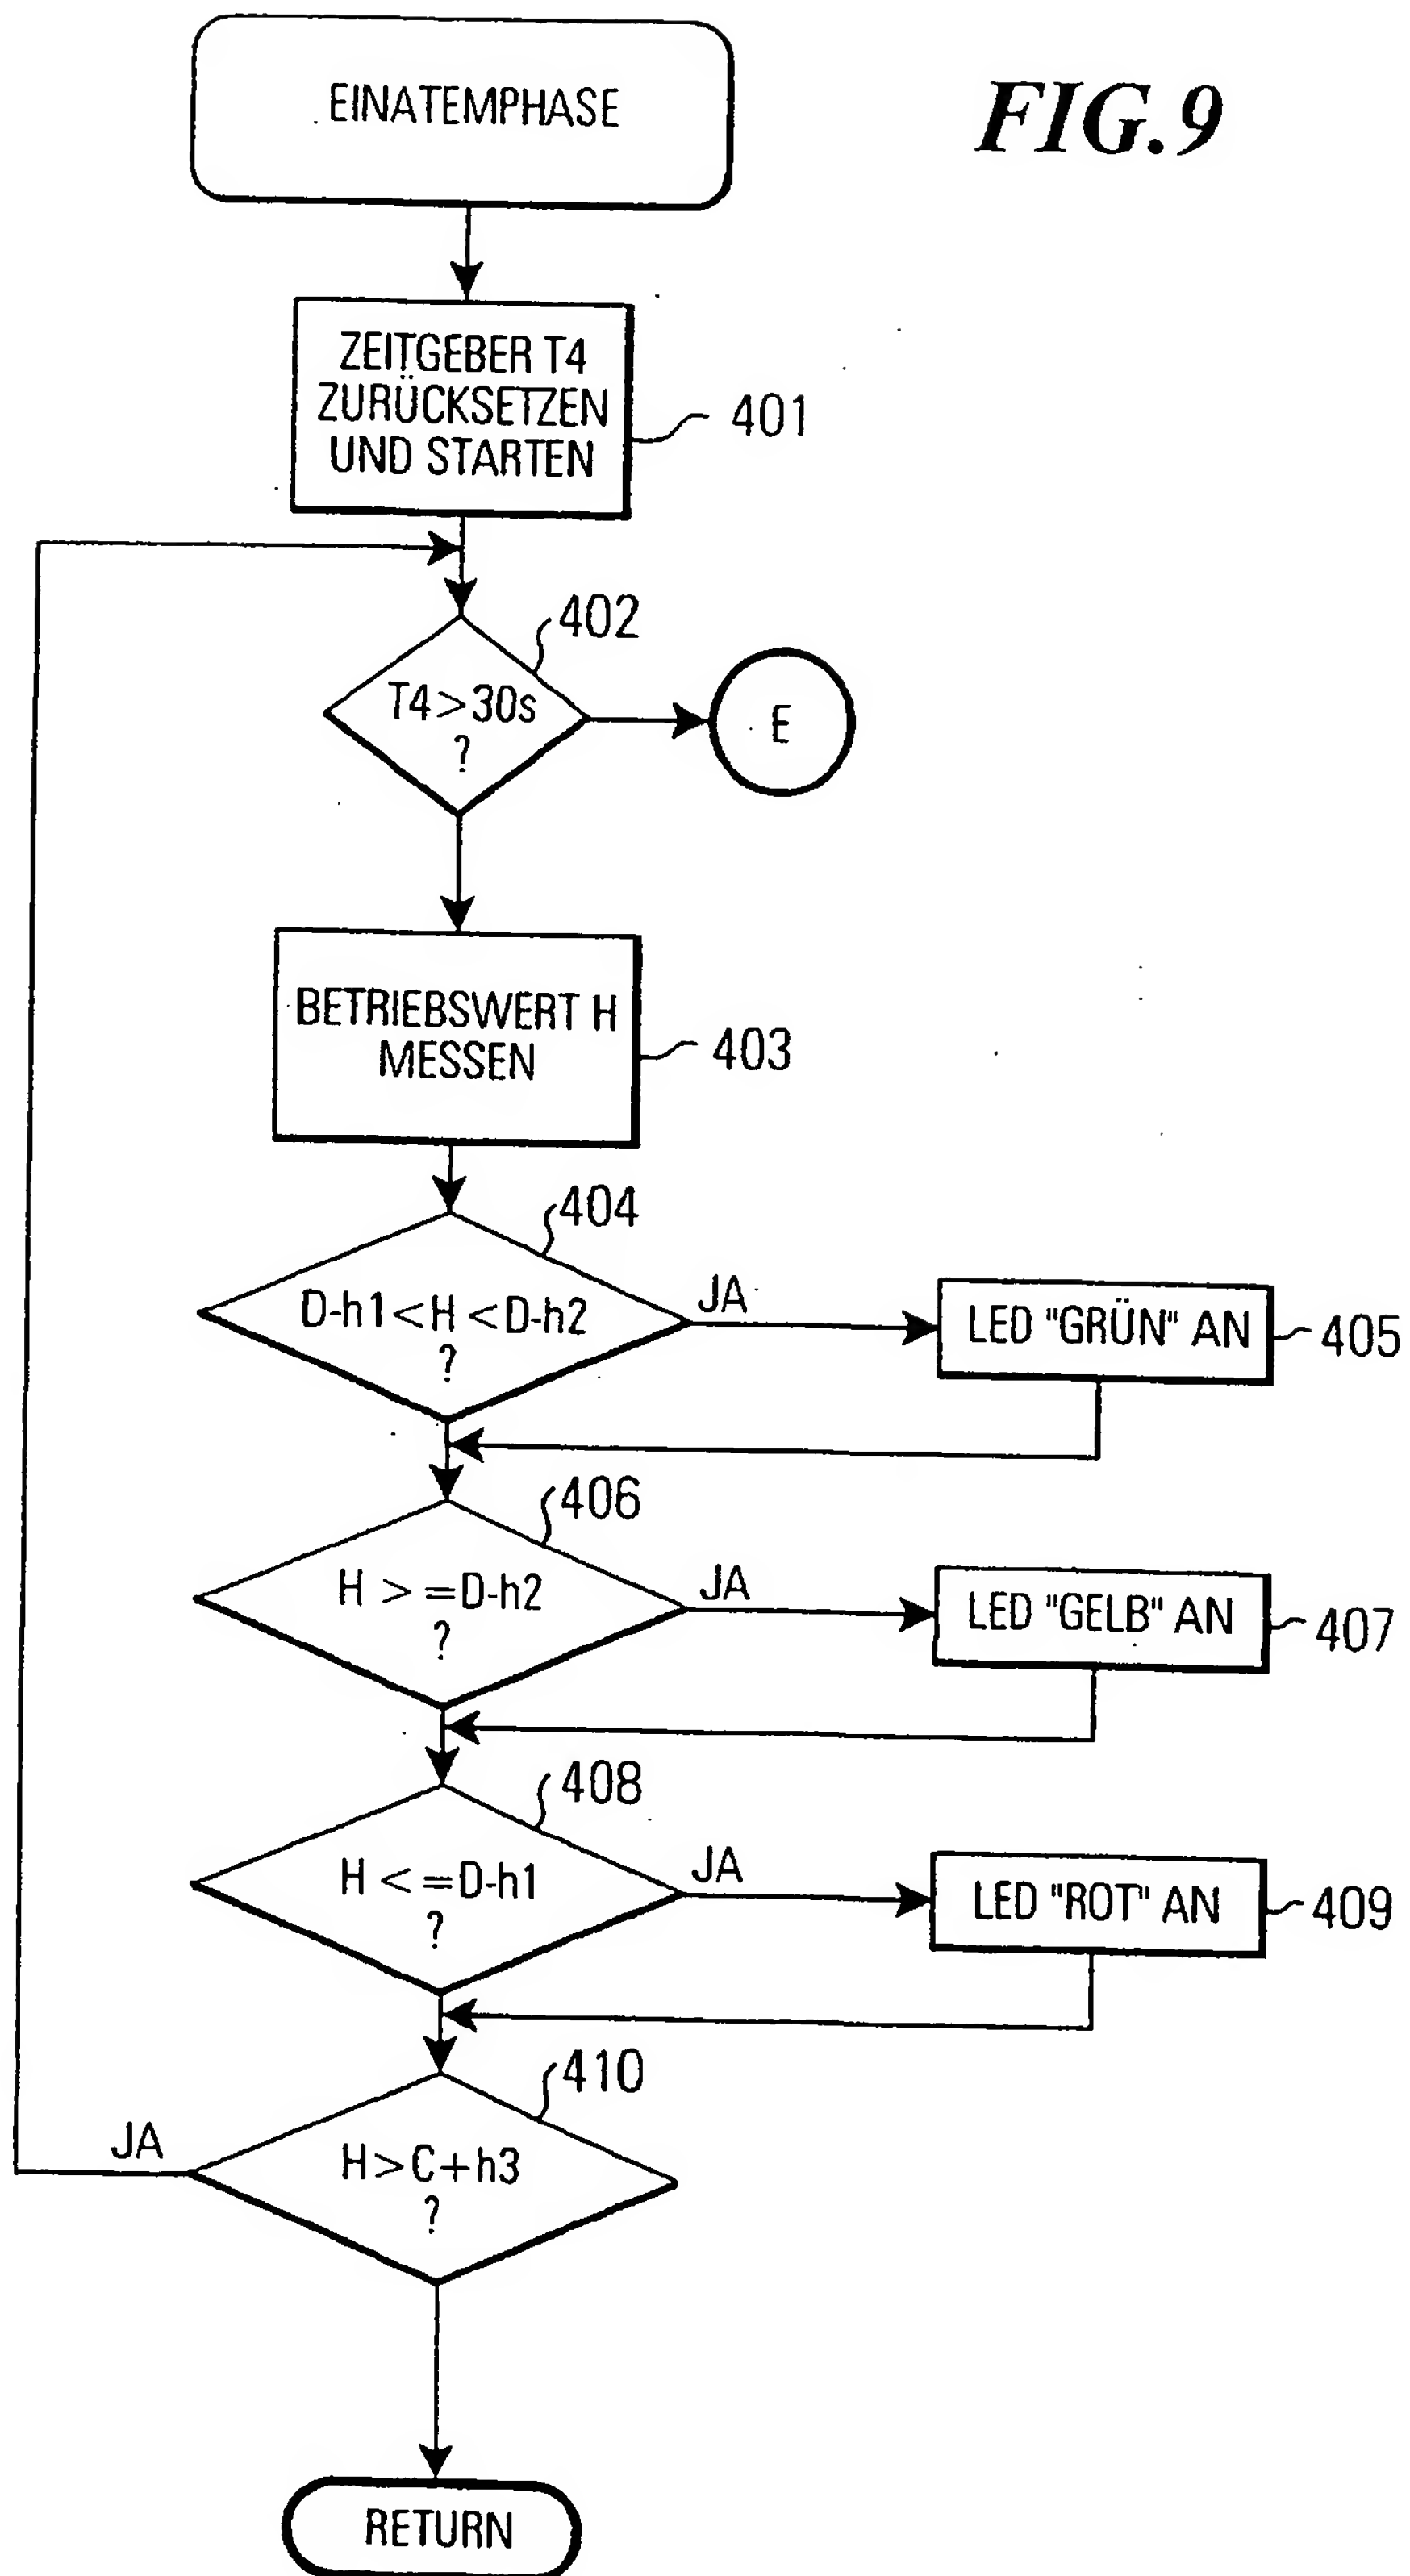 EINATEMPHASE
FIG.9
ZEITGEBER T4
ZURÜCKSETZEN
UND STARTEN
401
402
T4>30s
?
E
BETRIEBSWERT H
MESSEN
403
404
D-h1<H<D-h2
?
JA
LED "GRÜN" AN
405
406
H >=D-h2
?
JA
LED "GELB" AN
407
408
H <=D-h1
?
JA
LED "ROT" AN
409
410
JA
H>C+h3
?
RETURN